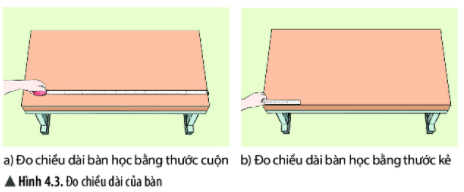 a) Đo chiều dài bàn học bằng thước cuộn
b) Đo chiều dài bàn học bằng thước kẻ
▲ Hình 4.3. Đo chiều dài của bàn